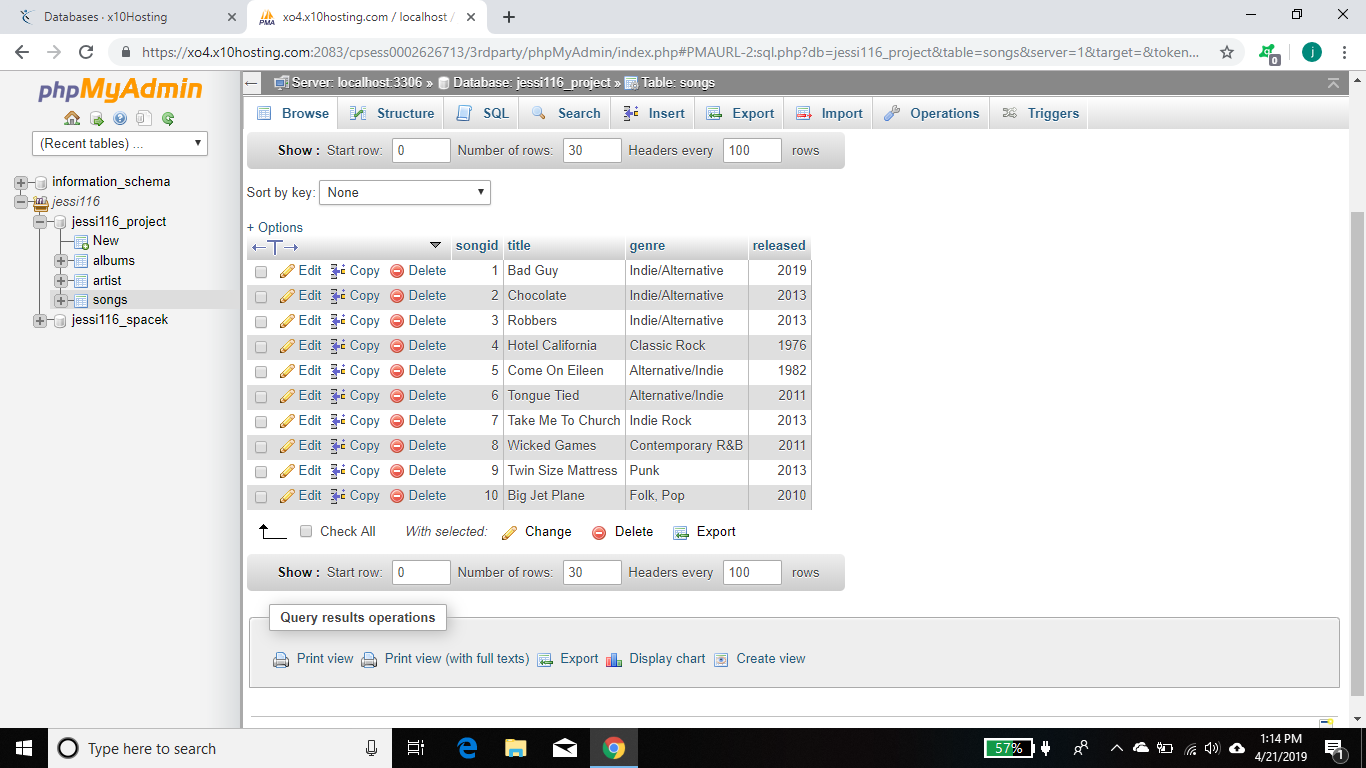 Databases · x10Hosting
xo4.x10hosting.com / localhost /
https://xo4.x10hosting.com:2083/cpsess0002626713/3rdparty/phpMyAdmin/index.php#PMAURL-2:sql.php?db=jessi116_project&table=songs&server=1&target=&token...
0
j
phpMyAdmin
(Recent tables) ...
information_schema
jessi116
jessi116_project
New
albums
artist
songs
jessi116_spacek
Server: localhost:3306 » Database: jessi116_project » Table: songs
Browse Structure SQL Search Insert Export Import Operations Triggers
Show : Start row: 0 Number of rows: 30 Headers every 100 rows
Sort by key: None
+ Options
←T→ songid title genre released
Edit Copy Delete 1 Bad Guy Indie/Alternative 2019
Edit Copy Delete 2 Chocolate Indie/Alternative 2013
Edit Copy Delete 3 Robbers Indie/Alternative 2013
Edit Copy Delete 4 Hotel California Classic Rock 1976
Edit Copy Delete 5 Come On Eileen Alternative/Indie 1982
Edit Copy Delete 6 Tongue Tied Alternative/Indie 2011
Edit Copy Delete 7 Take Me To Church Indie Rock 2013
Edit Copy Delete 8 Wicked Games Contemporary R&B 2011
Edit Copy Delete 9 Twin Size Mattress Punk 2013
Edit Copy Delete 10 Big Jet Plane Folk, Pop 2010
Check All With selected: Change Delete Export
Show : Start row: 0 Number of rows: 30 Headers every 100 rows
Query results operations
Print view Print view (with full texts) Export Display chart Create view
Type here to search
57%
1:14 PM
4/21/2019
1